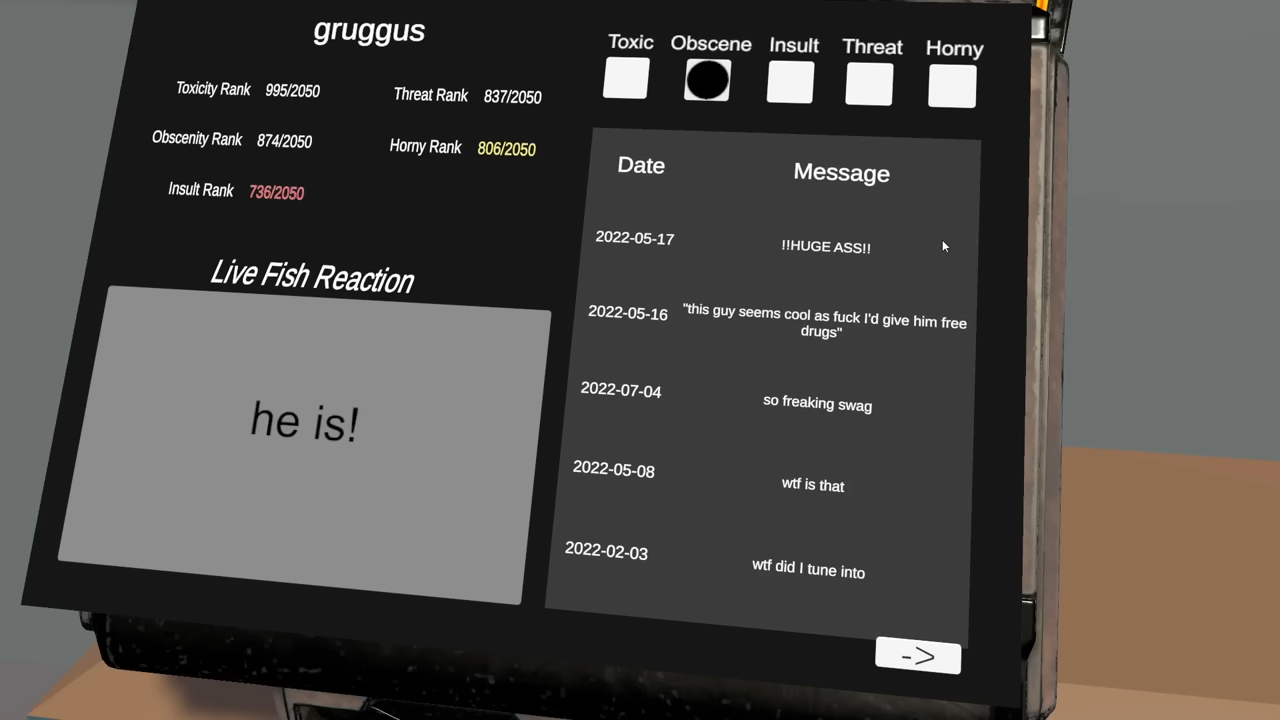 gruggus
Toxicity Rank 995/2050
Threat Rank 837/2050
Obscenity Rank 874/2050
Horny Rank 806/2050
Insult Rank 736/2050
Live Fish Reaction
he is!
Toxic Obscene Insult Threat Horny
Date Message
2022-05-17 !!HUGE ASS!!
2022-05-16 "this guy seems cool as fuck I'd give him free
drugs"
2022-07-04 so freaking swag
2022-05-08 wtf is that
2022-02-03 wtf did I tune into
->